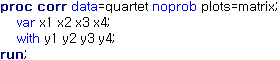 proc corr data=quartet noprob plots=matrix;
var x1 x2 x3 x4;
with y1 y2 y3 y4;
run;